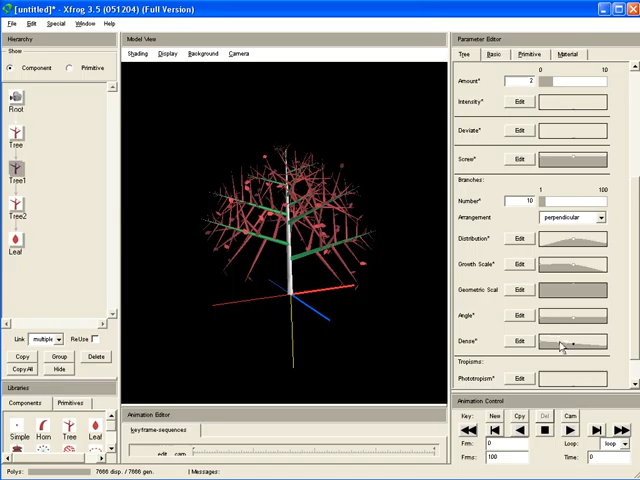 [untitled]* - Xfrog 3.5 (051204) (Full Version)
File Edit Special Window Help
Hierarchy
Show
Component Primitive
Root
Tree
Tree1
Tree2
Leaf
Link multiple ReUse
Copy Group Delete
Copy All Hide
Libraries
Components Primitives
Simple Horn Tree Leaf
Model View
Shading Display Background Camera
Animation Editor
Keyframe-sequences
edit cam
Parameter Editor
Tree Basic Primitive Material
0 10
Amount* 2
Intensity* Edit
Deviate* Edit
Screw* Edit
Branches:
1 100
Number* 10
Arrangement perpendicular
Distribution* Edit
Growth Scale* Edit
Geometric Scal Edit
Angle* Edit
Dense* Edit
Tropisms:
Phototropism* Edit
Animation Control
Key: New Cpy Del Cam
Frm: 0 Loop: loop
Frms: 100 Time: 0
Polys: 7666 disp. / 7666 gen. Messages: